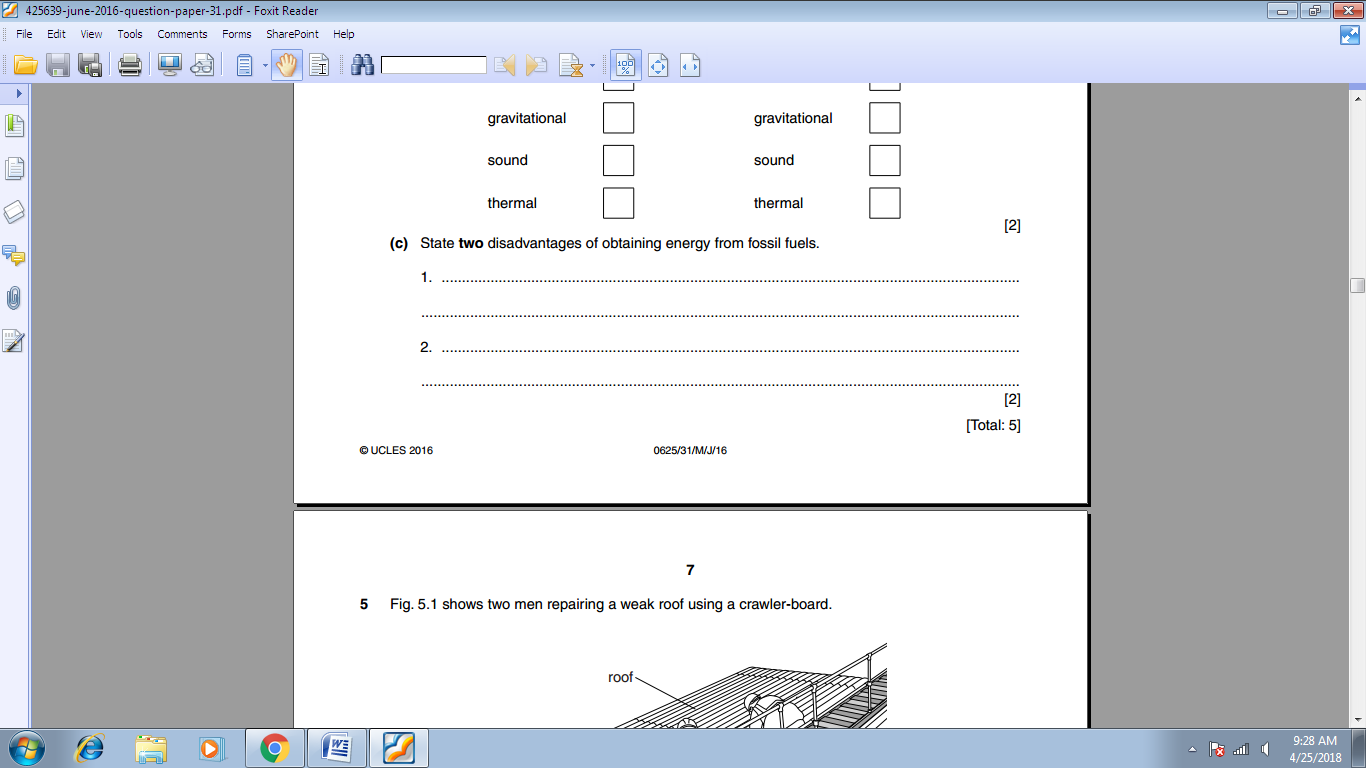 425639-june-2016-question-paper-31.pdf - Foxit Reader
File Edit View Tools Comments Forms SharePoint Help
gravitational gravitational
sound sound
thermal thermal
[2]
(c) State two disadvantages of obtaining energy from fossil fuels.
1. ..........
..........
2. ..........
..........
[2]
[Total: 5]
© UCLES 2016 0625/31/M/J/16
7
5 Fig. 5.1 shows two men repairing a weak roof using a crawler-board.
roof
9:28 AM
4/25/2018